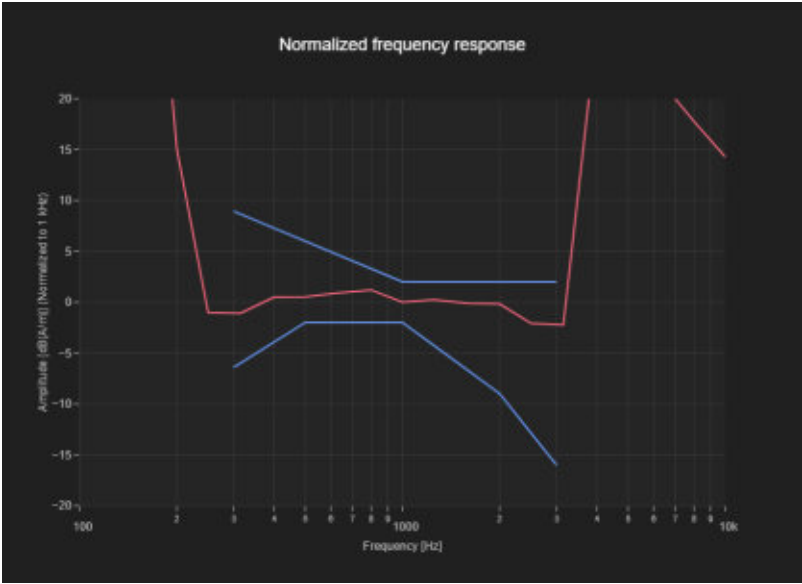 Normalized frequency response
20
15
10
5
0
−5
−10
−15
−20
Amplitude [dB(A/m)] (Normalized to 1 kHz)
100 2 3 4 5 6 7 8 9 1000 2 3 4 5 6 7 8 9 10k
Frequency [Hz]